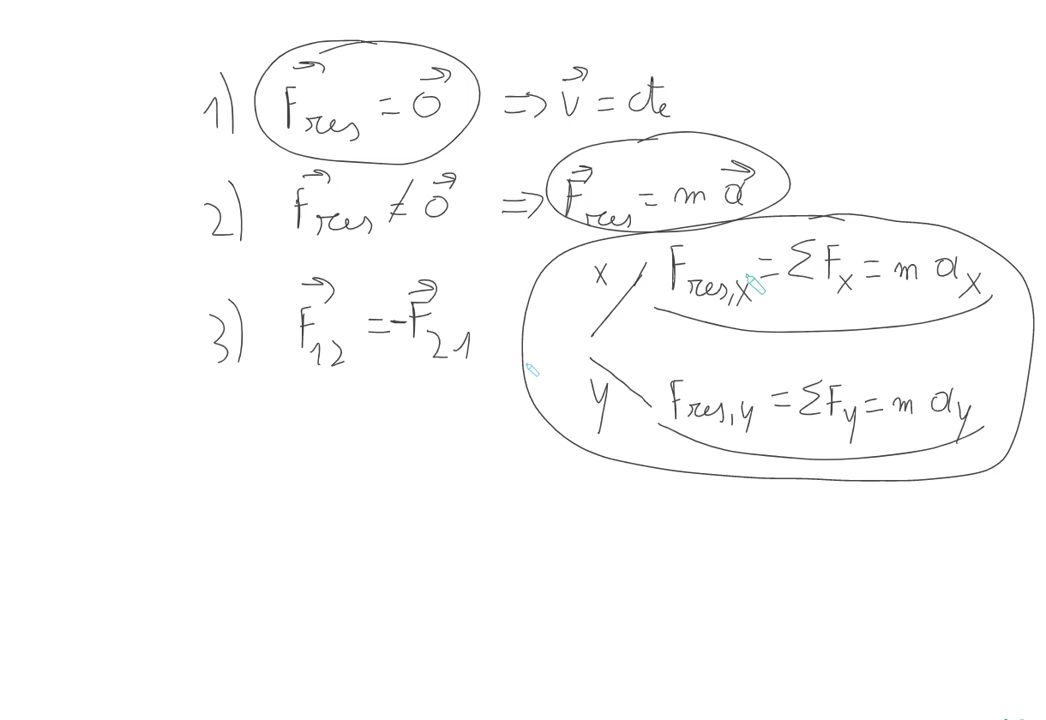 1) F⃗res = 0⃗ ⇒ v⃗ = cte
2) F⃗res ≠ 0⃗ ⇒ F⃗res = m a⃗
x Fres,x = ΣFx = m ax
3) F⃗12 = -F⃗21
y Fres,y = ΣFy = m ay